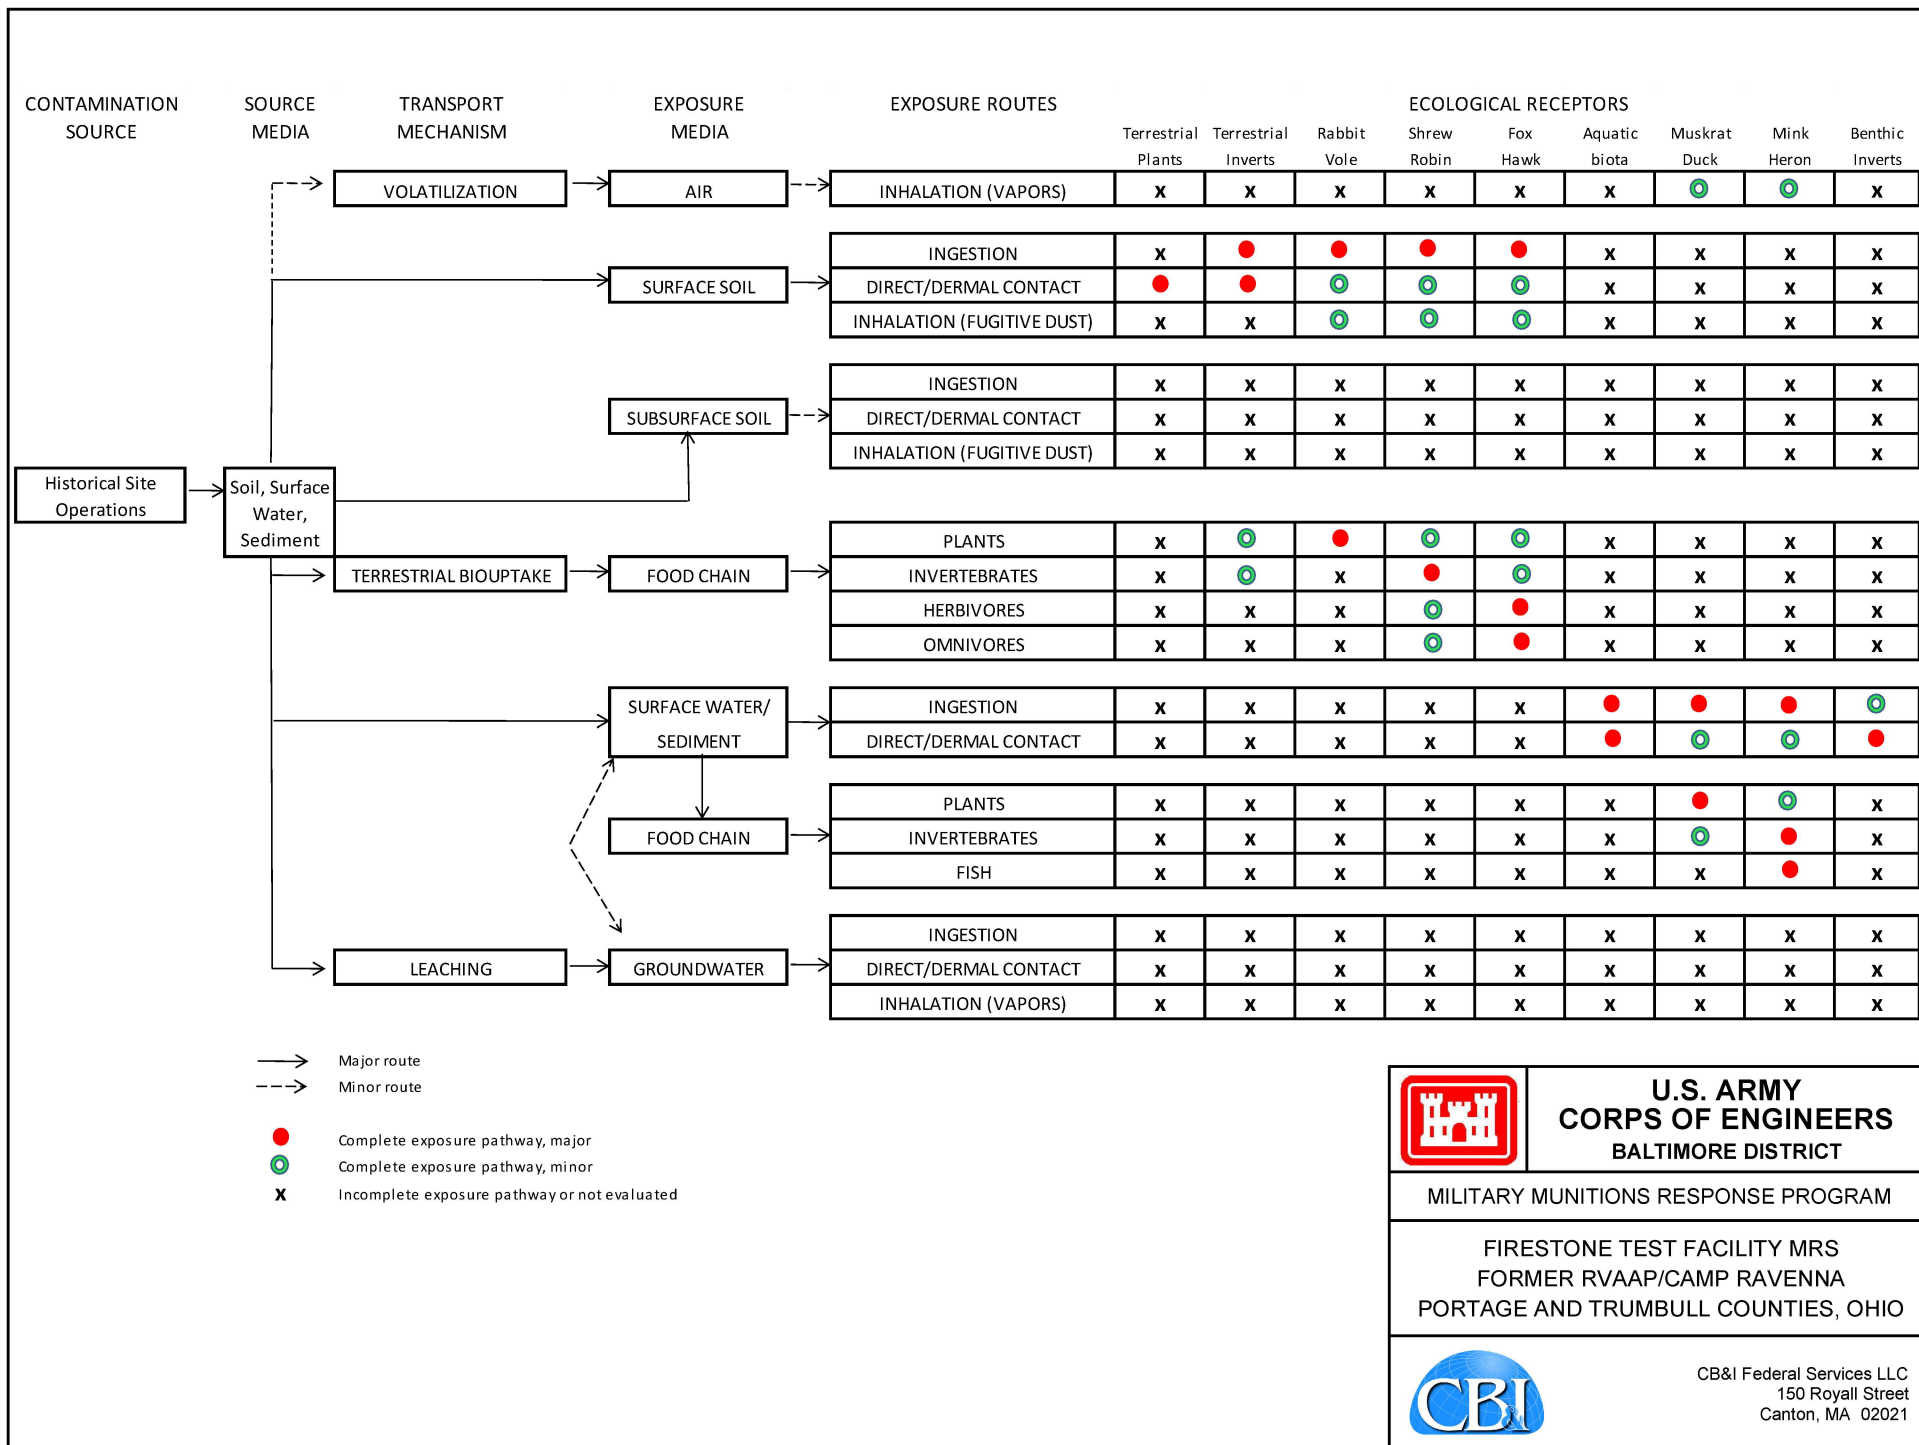 CONTAMINATION SOURCE MEDIA TRANSPORT MECHANISM EXPOSURE MEDIA EXPOSURE ROUTES ECOLOGICAL RECEPTORS
SOURCE
Terrestrial Plants Terrestrial Inverts Rabbit Vole Shrew Robin Fox Hawk Aquatic biota Muskrat Duck Mink Heron Benthic Inverts
VOLATILIZATION AIR INHALATION (VAPORS) x x x x x x x
INGESTION x x x x x
SURFACE SOIL DIRECT/DERMAL CONTACT x x x x
INHALATION (FUGITIVE DUST) x x x x x x
INGESTION x x x x x x x x x
SUBSURFACE SOIL DIRECT/DERMAL CONTACT x x x x x x x x x
INHALATION (FUGITIVE DUST) x x x x x x x x x
Historical Site
Operations
Soil, Surface
Water,
Sediment
PLANTS x x x x x
TERRESTRIAL BIOUPTAKE FOOD CHAIN INVERTEBRATES x x x x x x
HERBIVORES x x x x x x x
OMNIVORES x x x x x x x
SURFACE WATER/
SEDIMENT
INGESTION x x x x x
DIRECT/DERMAL CONTACT x x x x x
PLANTS x x x x x x x
FOOD CHAIN INVERTEBRATES x x x x x x x
FISH x x x x x x x x
INGESTION x x x x x x x x x
LEACHING GROUNDWATER DIRECT/DERMAL CONTACT x x x x x x x x x
INHALATION (VAPORS) x x x x x x x x x
Major route
Minor route
Complete exposure pathway, major
Complete exposure pathway, minor
x Incomplete exposure pathway or not evaluated
U.S. ARMY
CORPS OF ENGINEERS
BALTIMORE DISTRICT
MILITARY MUNITIONS RESPONSE PROGRAM
FIRESTONE TEST FACILITY MRS
FORMER RVAAP/CAMP RAVENNA
PORTAGE AND TRUMBULL COUNTIES, OHIO
CB&I
CB&I Federal Services LLC
150 Royall Street
Canton, MA 02021